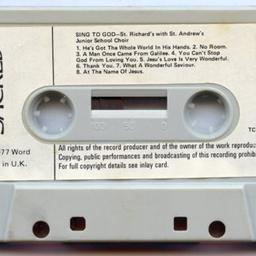 SING TO GOD—St. Richard's with St. Andrew's
Junior School Choir
1. He's Got The Whole World In His Hands. 2. No Room.
3. A Man Once Came From Galilee. 4. You Can't Stop
God From Loving You. 5. Jesu's Love Is Very Wonderful.
6. Thank You. 7. What A Wonderful Saviour.
8. At The Name Of Jesus.
SACRED
TC
77 Word
in U.K.
All rights of the record producer and of the owner of the work reproduc
Copying, public performances and broadcasting of this recording prohib
For full copyright details see inlay card.